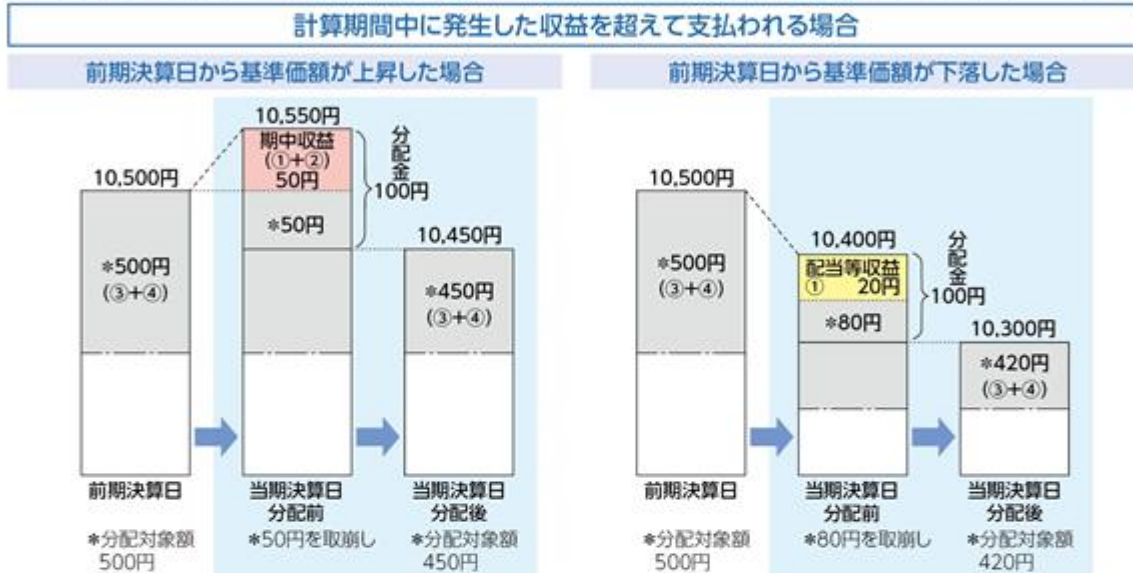 計算期間中に発生した収益を超えて支払われる場合
前期決算日から基準価額が上昇した場合
10,550円
期中収益
(①+②)
50円
分配金
100円
10,500円
*50円
10,450円
*500円
(③+④)
*450円
(③+④)
前期決算日
当期決算日
分配前
当期決算日
分配後
*分配対象額
500円
*50円を取崩し
*分配対象額
450円
前期決算日から基準価額が下落した場合
10,500円
10,400円
配当等収益
① 20円
分配金
100円
*500円
(③+④)
*80円
10,300円
*420円
(③+④)
前期決算日
当期決算日
分配前
当期決算日
分配後
*分配対象額
500円
*80円を取崩し
*分配対象額
420円